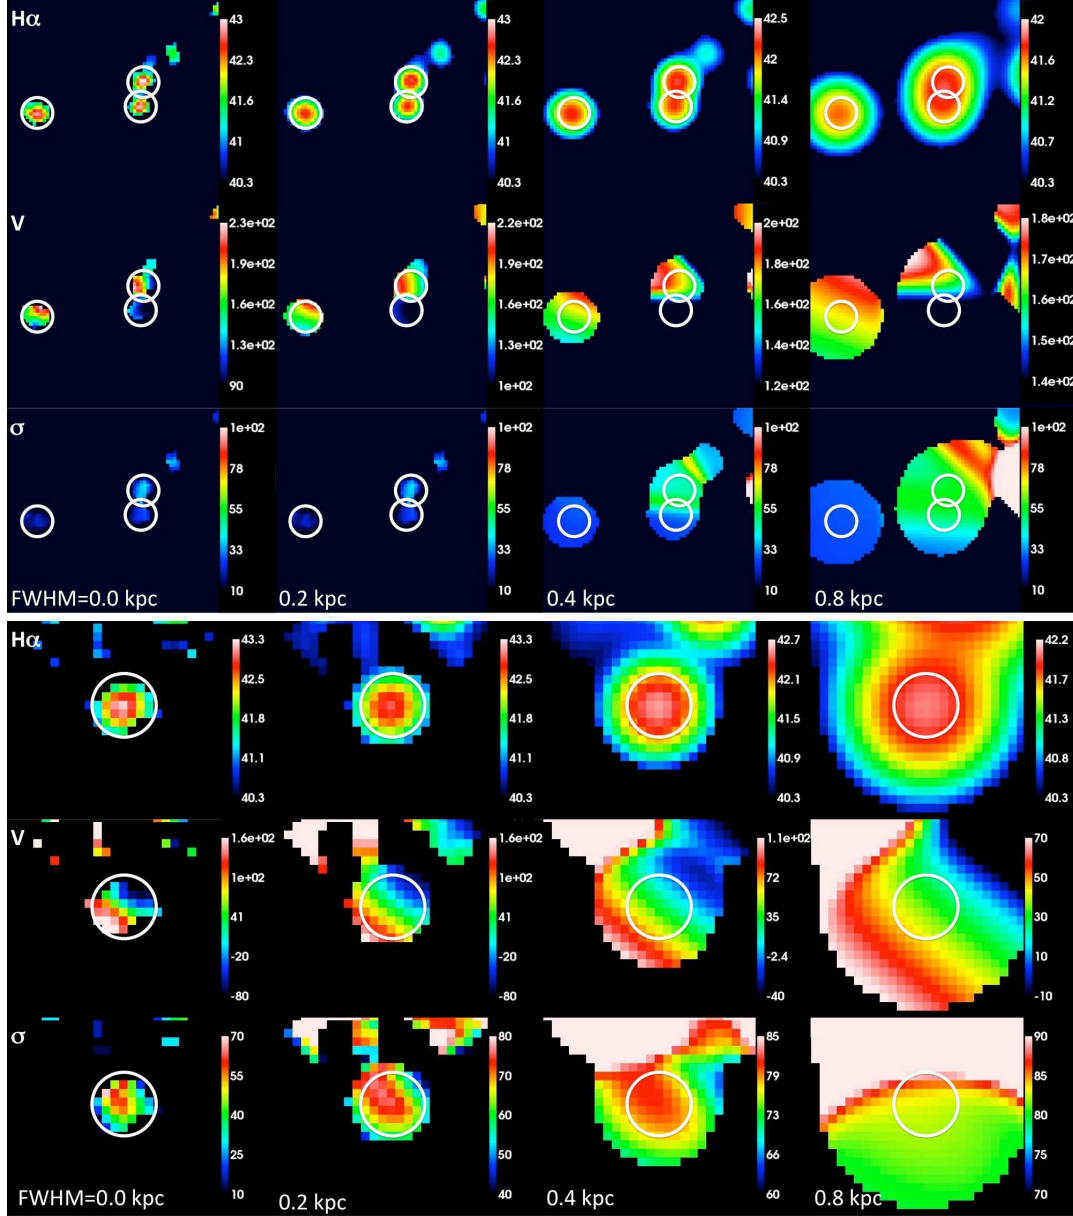 Hα
43
42.3
41.6
41
40.3
43
42.3
41.6
41
40.3
42.5
42
41.4
40.9
40.3
42
41.6
41.2
40.7
40.3
V
2.3e+02
1.9e+02
1.6e+02
1.3e+02
90
2.2e+02
1.9e+02
1.6e+02
1.3e+02
1e+02
2e+02
1.8e+02
1.6e+02
1.4e+02
1.2e+02
1.8e+02
1.7e+02
1.6e+02
1.5e+02
1.4e+02
σ
1e+02
78
55
33
10
1e+02
78
55
33
10
1e+02
78
55
33
10
1e+02
78
55
33
10
FWHM=0.0 kpc
0.2 kpc
0.4 kpc
0.8 kpc
Hα
43.3
42.5
41.8
41.1
40.3
43.3
42.5
41.8
41.1
40.3
42.7
42.1
41.5
40.9
40.3
42.2
41.7
41.2
40.8
40.3
V
1.6e+02
1e+02
41
-20
-80
1.6e+02
1e+02
41
-20
-80
1.1e+02
72
35
-2.4
-40
70
50
30
10
-10
σ
70
55
40
25
10
80
70
60
50
40
85
79
73
66
60
90
85
80
75
70
FWHM=0.0 kpc
0.2 kpc
0.4 kpc
0.8 kpc